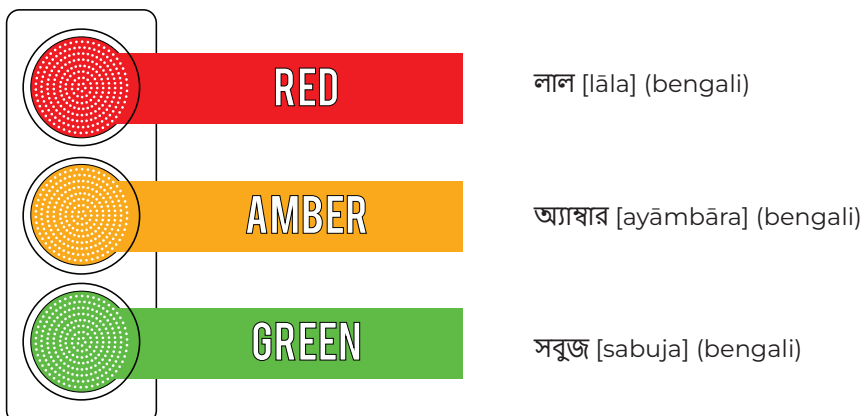 RED
লাল [lāla] (bengali)
AMBER
অ্যাম্বার [ayāmbāra] (bengali)
GREEN
সবুজ [sabuja] (bengali)